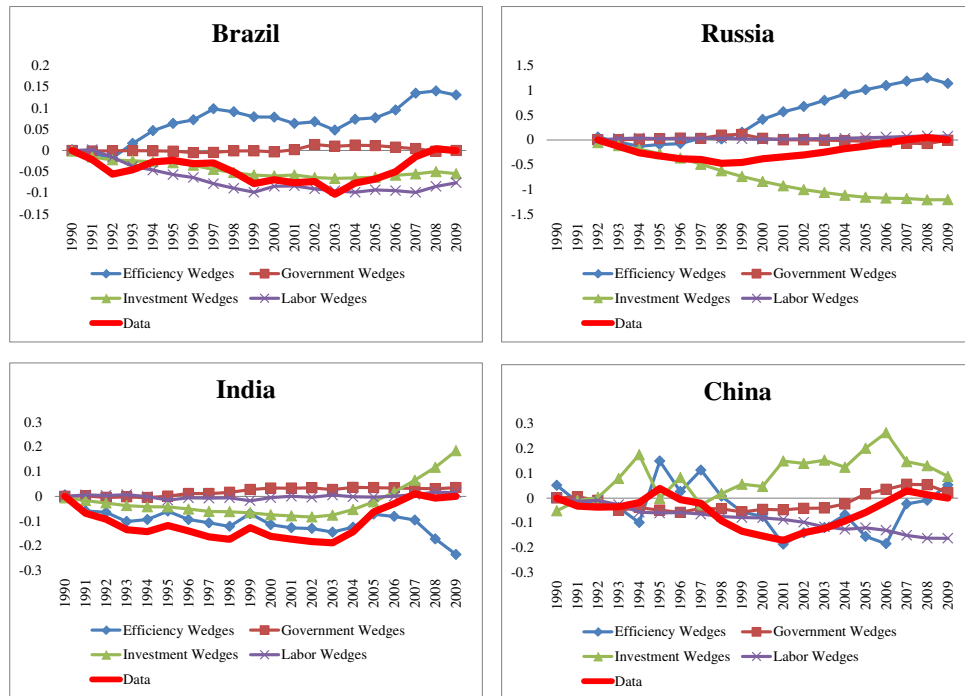 Brazil
0.2
0.15
0.1
0.05
0
-0.05
-0.1
-0.15
1990 1991 1992 1993 1994 1995 1996 1997 1998 1999 2000 2001 2002 2003 2004 2005 2006 2007 2008 2009
Efficiency Wedges Government Wedges
Investment Wedges Labor Wedges
Data
Russia
1.5
1
0.5
0
-0.5
-1
-1.5
1990 1991 1992 1993 1994 1995 1996 1997 1998 1999 2000 2001 2002 2003 2004 2005 2006 2007 2008 2009
Efficiency Wedges Government Wedges
Investment Wedges Labor Wedges
Data
India
0.3
0.2
0.1
0
-0.1
-0.2
-0.3
1990 1991 1992 1993 1994 1995 1996 1997 1998 1999 2000 2001 2002 2003 2004 2005 2006 2007 2008 2009
Efficiency Wedges Government Wedges
Investment Wedges Labor Wedges
Data
China
0.3
0.2
0.1
0
-0.1
-0.2
-0.3
1990 1991 1992 1993 1994 1995 1996 1997 1998 1999 2000 2001 2002 2003 2004 2005 2006 2007 2008 2009
Efficiency Wedges Government Wedges
Investment Wedges Labor Wedges
Data